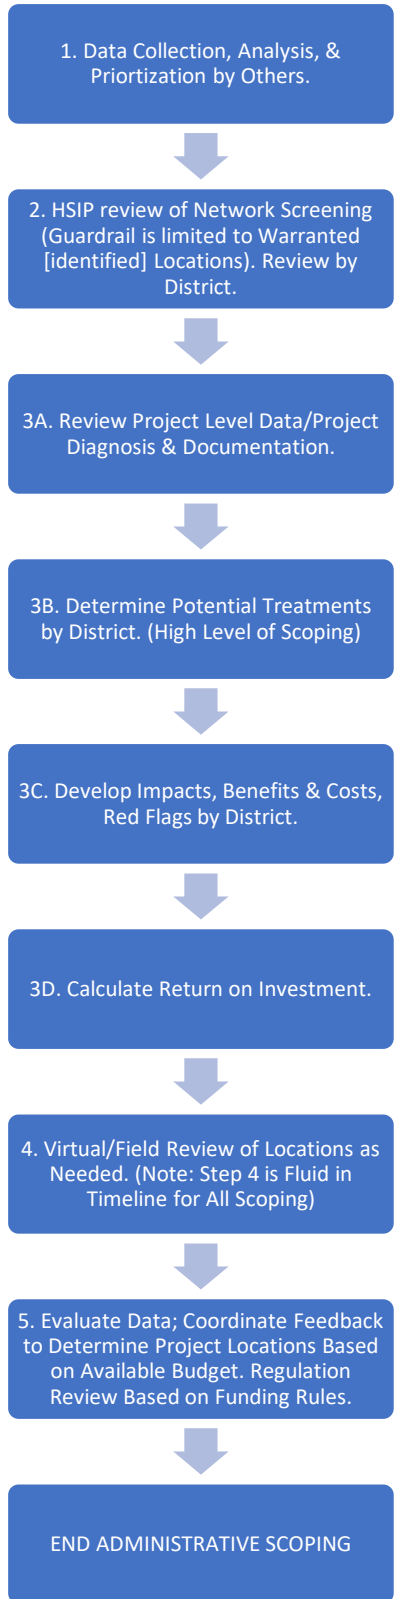 1. Data Collection, Analysis, &
Priortization by Others.
2. HSIP review of Network Screening
(Guardrail is limited to Warranted
[identified] Locations). Review by
District.
3A. Review Project Level Data/Project
Diagnosis & Documentation.
3B. Determine Potential Treatments
by District. (High Level of Scoping)
3C. Develop Impacts, Benefits & Costs,
Red Flags by District.
3D. Calculate Return on Investment.
4. Virtual/Field Review of Locations as
Needed. (Note: Step 4 is Fluid in
Timeline for All Scoping)
5. Evaluate Data; Coordinate Feedback
to Determine Project Locations Based
on Available Budget. Regulation
Review Based on Funding Rules.
END ADMINISTRATIVE SCOPING